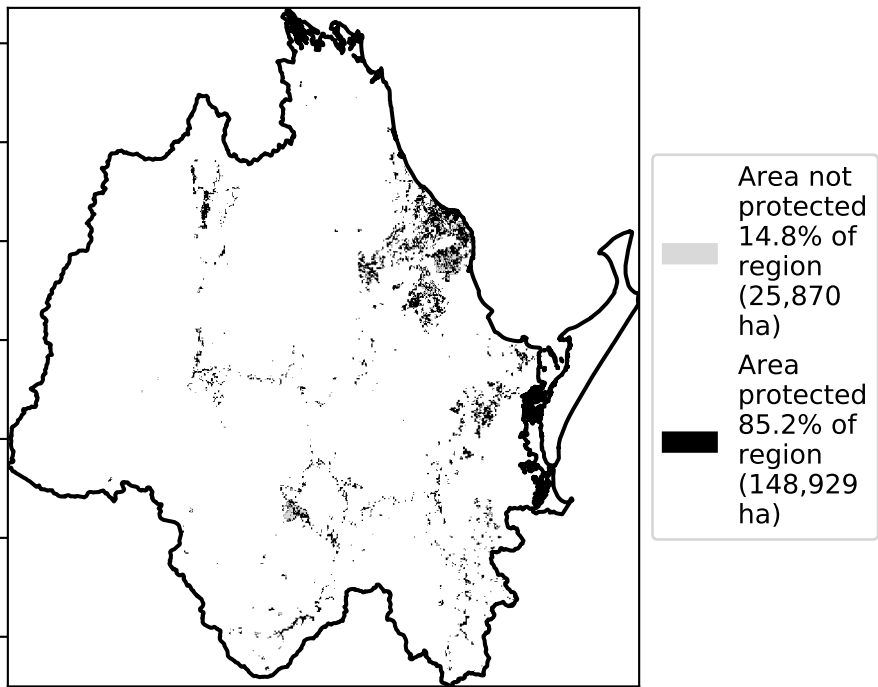 Area not
protected
14.8% of
region
(25,870
ha)
Area
protected
85.2% of
region
(148,929
ha)